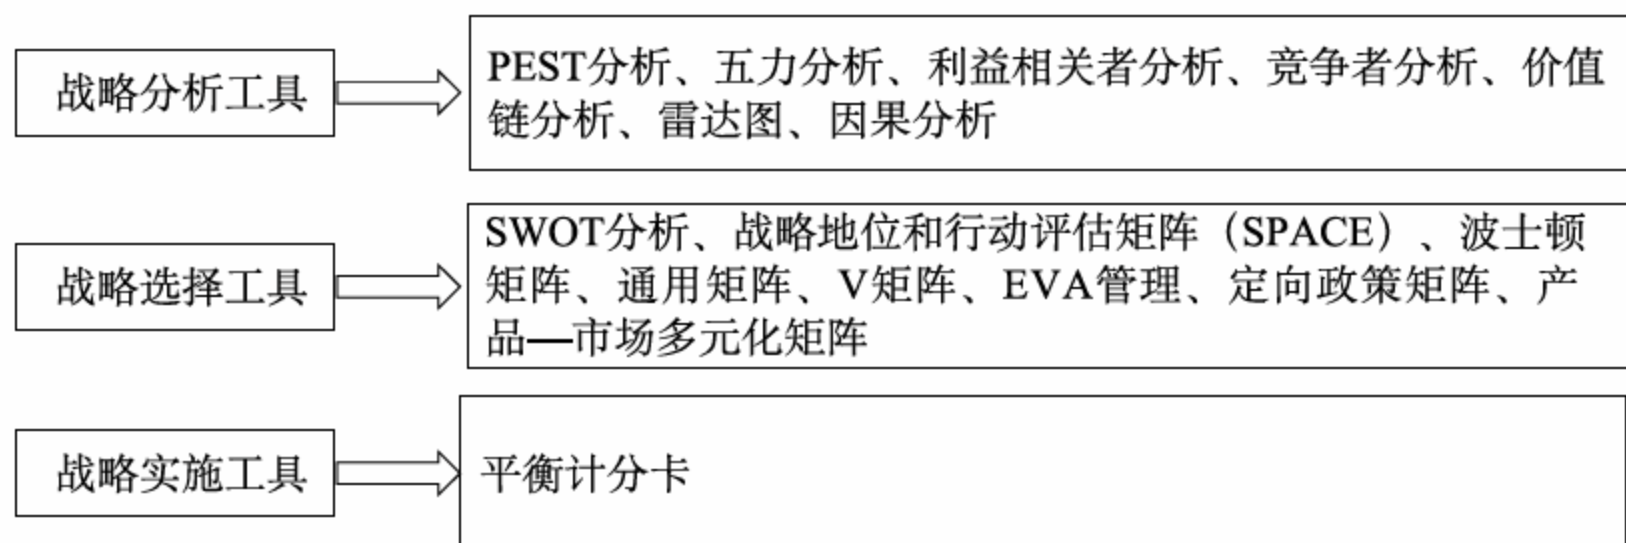 战略分析工具
PEST分析、五力分析、利益相关者分析、竞争者分析、价值
链分析、雷达图、因果分析
战略选择工具
SWOT分析、战略地位和行动评估矩阵（SPACE）、波士顿
矩阵、通用矩阵、V矩阵、EVA管理、定向政策矩阵、产
品—市场多元化矩阵
战略实施工具
平衡计分卡